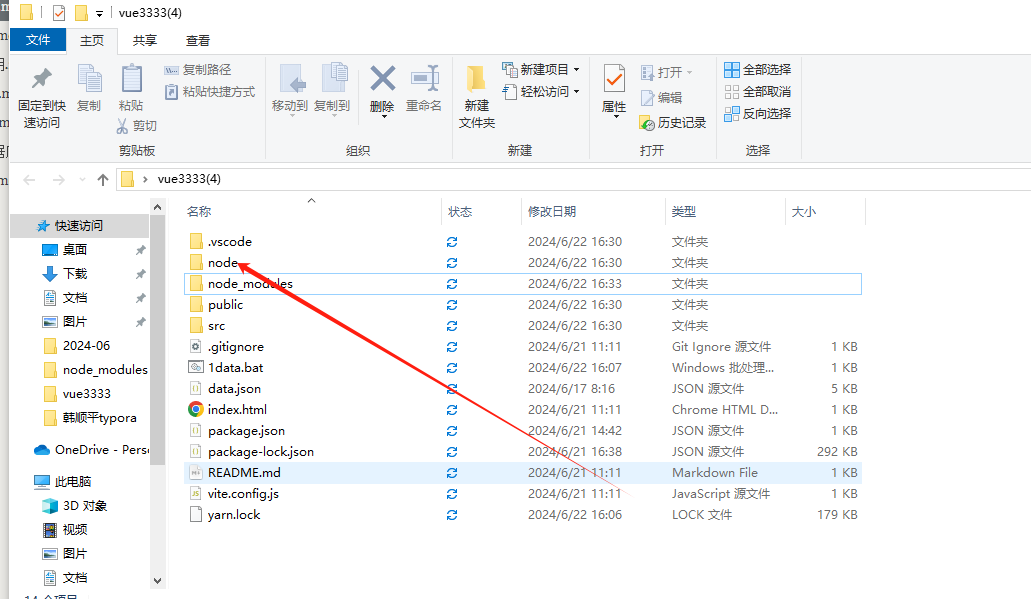 vue3333(4)
文件 主页 共享 查看
固定到快速访问
复制
粘贴
复制路径
粘贴快捷方式
剪切
剪贴板
移动到
复制到
删除
重命名
组织
新建文件夹
新建项目
轻松访问
新建
属性
打开
编辑
历史记录
打开
全部选择
全部取消
反向选择
选择
vue3333(4)
名称 状态 修改日期 类型 大小
快速访问
桌面
下载
文档
图片
2024-06
node_modules
vue3333
韩顺平typora
OneDrive - Pers
此电脑
3D 对象
视频
图片
文档
.vscode 2024/6/22 16:30 文件夹
node 2024/6/22 16:30 文件夹
node_modules 2024/6/22 16:33 文件夹
public 2024/6/22 16:30 文件夹
src 2024/6/22 16:30 文件夹
.gitignore 2024/6/21 11:11 Git Ignore 源文件 1 KB
1data.bat 2024/6/22 16:07 Windows 批处理... 1 KB
data.json 2024/6/17 8:16 JSON 源文件 5 KB
index.html 2024/6/21 11:11 Chrome HTML D... 1 KB
package.json 2024/6/21 14:42 JSON 源文件 1 KB
package-lock.json 2024/6/21 16:38 JSON 源文件 292 KB
README.md 2024/6/21 11:11 Markdown File 1 KB
vite.config.js 2024/6/21 11:11 JavaScript 源文件 1 KB
yarn.lock 2024/6/22 16:06 LOCK 文件 179 KB